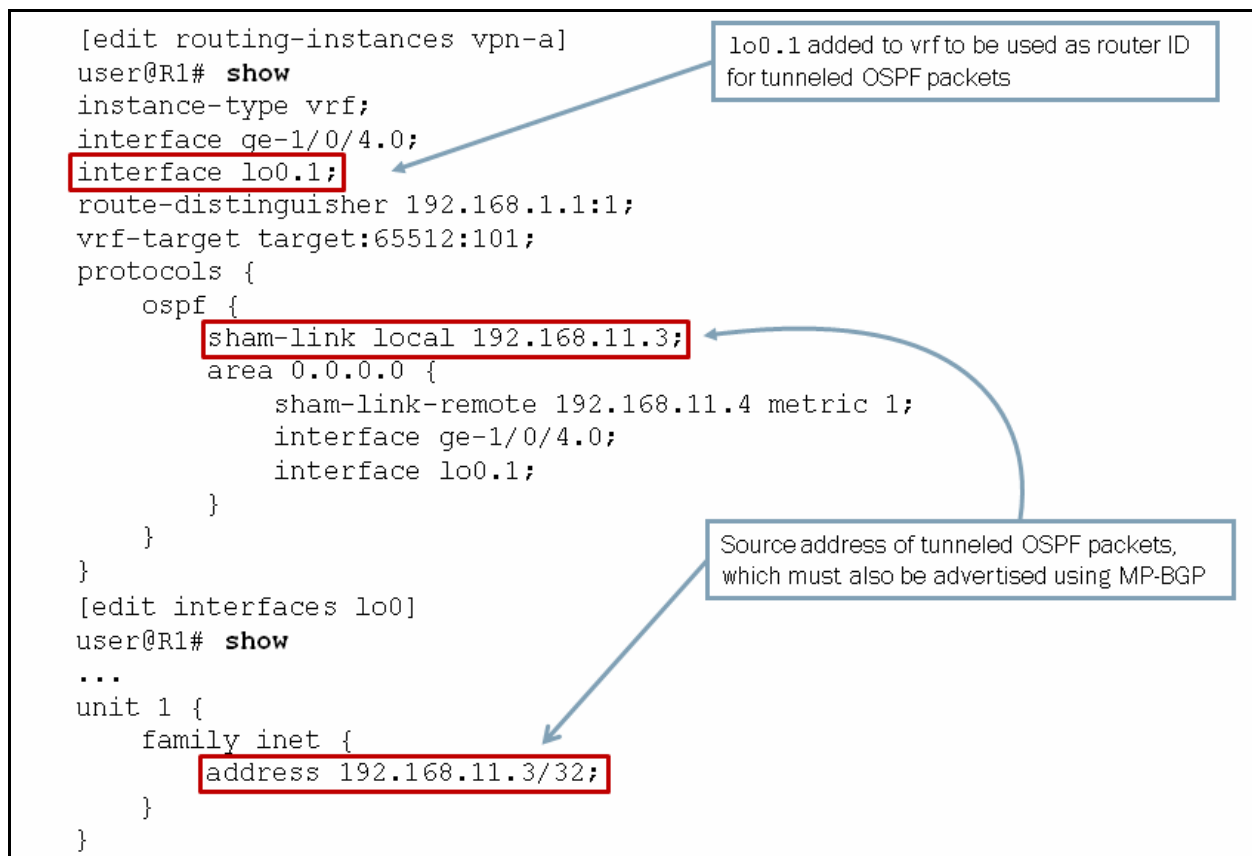 [edit routing-instances vpn-a]
user@R1# show
instance-type vrf;
interface ge-1/0/4.0;
interface lo0.1;
route-distinguisher 192.168.1.1:1;
vrf-target target:65512:101;
protocols {
    ospf {
        sham-link local 192.168.11.3;
        area 0.0.0.0 {
            sham-link-remote 192.168.11.4 metric 1;
            interface ge-1/0/4.0;
            interface lo0.1;
        }
    }
}
[edit interfaces lo0]
user@R1# show
...
unit 1 {
    family inet {
        address 192.168.11.3/32;
    }
}
lo0.1 added to vrf to be used as router ID
for tunneled OSPF packets
Source address of tunneled OSPF packets,
which must also be advertised using MP-BGP